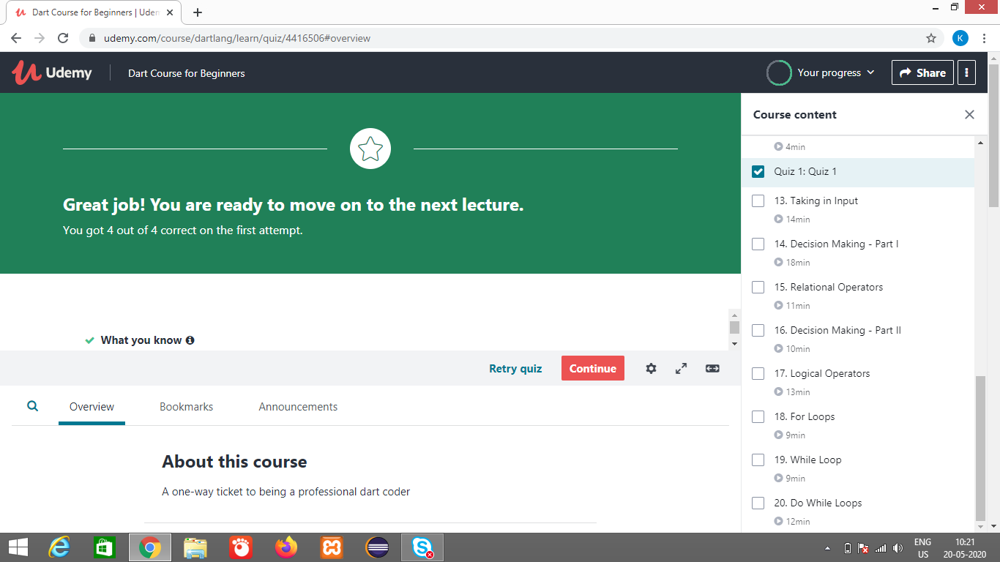 Dart Course for Beginners | Udem
udemy.com/course/dartlang/learn/quiz/4416506#overview
K
Udemy
Dart Course for Beginners
Your progress
Share
Great job! You are ready to move on to the next lecture.
You got 4 out of 4 correct on the first attempt.
What you know
Retry quiz
Continue
Overview
Bookmarks
Announcements
About this course
A one-way ticket to being a professional dart coder
Course content
4min
Quiz 1: Quiz 1
13. Taking in Input
14min
14. Decision Making - Part I
18min
15. Relational Operators
11min
16. Decision Making - Part II
10min
17. Logical Operators
13min
18. For Loops
9min
19. While Loop
9min
20. Do While Loops
12min
ENG
US
10:21
20-05-2020